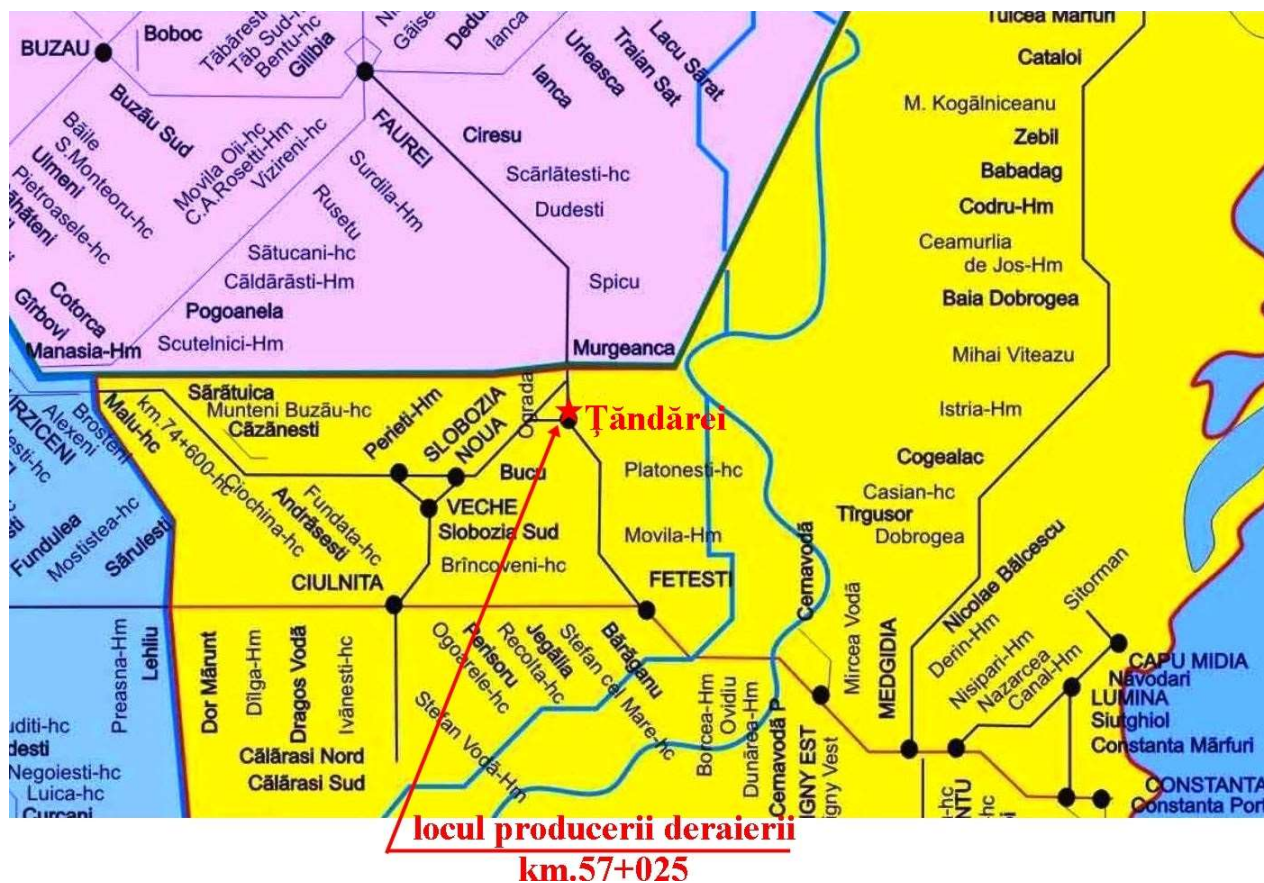 BUZAU
Boboc
Tăbăresti
Tăb Sud-Hm
Bentu-hc
Gilibia
Dedu
Ianca
Ianca
Urleasca
Traian Sat
Lacu Sărat
Tulcea Mărfuri
Cataloi
M. Kogălniceanu
Zebil
Babadag
Codru-Hm
Ceamurlia
de Jos-Hm
Baia Dobrogea
Mihai Viteazu
Istria-Hm
Cogealac
Casian-hc
Tîrgusor
Dobrogea
Nicolae Bălcescu
Buzău Sud
Băile
S.Monteoru-hc
Ulmeni
Pietroasele-hc
Movila Oii-hc
C.A.Rosetti-Hm
Vizireni-hc
FAUREI
Surdila-Hm
Rusetu
Ciresu
Scărlătesti-hc
Dudesti
Spicu
Sătucani-hc
Căldărăsti-Hm
Pogoanela
Scutelnici-Hm
Cotorca
Gîrbovi
Manasia-Hm
Murgeanca
Sărătuica
Munteni Buzău-hc
Căzănesti
Malu-hc
Brosteni
Alexeni
km.74+600-hc
Ciochina-hc
Andrăsesti
Fundata-hc
Perieti-Hm
SLOBOZIA
NOUA
VECHE
Slobozia Sud
Brîncoveni-hc
Bucu
Ograda
Ţăndărei
Platonesti-hc
Movila-Hm
FETESTI
CIULNITA
Fundulea
Mostistea-hc
Sărulesti
Preasna-Hm
Lehliu
Dor Mărunt
Dîlga-Hm
Dragos Vodă
Ivănesti-hc
Călărasi Nord
Călărasi Sud
Stefan Vodă-Hm
Ogoarele-hc
Perisoru
Recolta-hc
Jegălia
Stefan cel Mare-hc
Bărăganu
Borcea-Hm
Ovidiu
Dunărea-Hm
Cernavodă P
Cernavodă
Mircea Vodă
MEDGIDIA
Derin-Hm
Nisipari-Hm
Nazarcea
Canal-Hm
Sitorman
CAPU MIDIA
Năvodari
LUMINA
Siutghiol
Constanta Mărfuri
CONSTANTA
Constanta Port
Negoiesti-hc
Luica-hc
Curcani
locul producerii deraierii
km.57+025